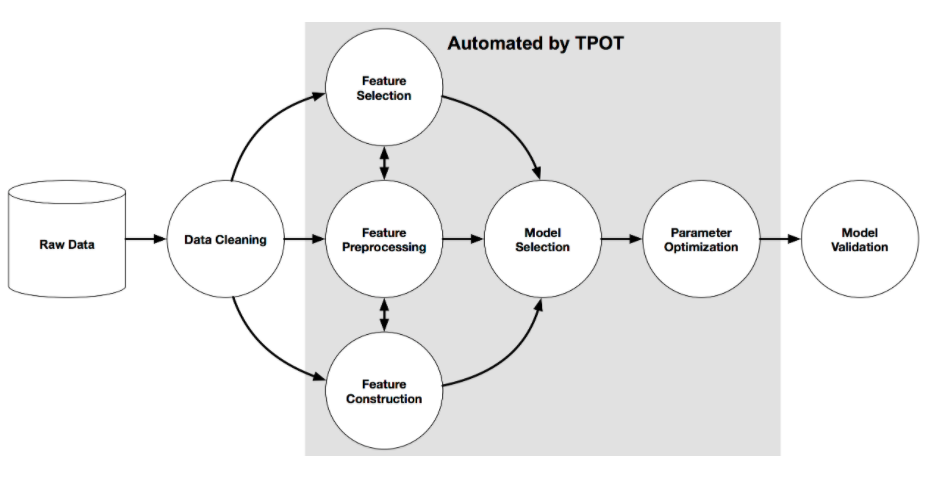 Automated by TPOT
Feature
Selection
Raw Data
Data Cleaning
Feature
Preprocessing
Model
Selection
Parameter
Optimization
Model
Validation
Feature
Construction